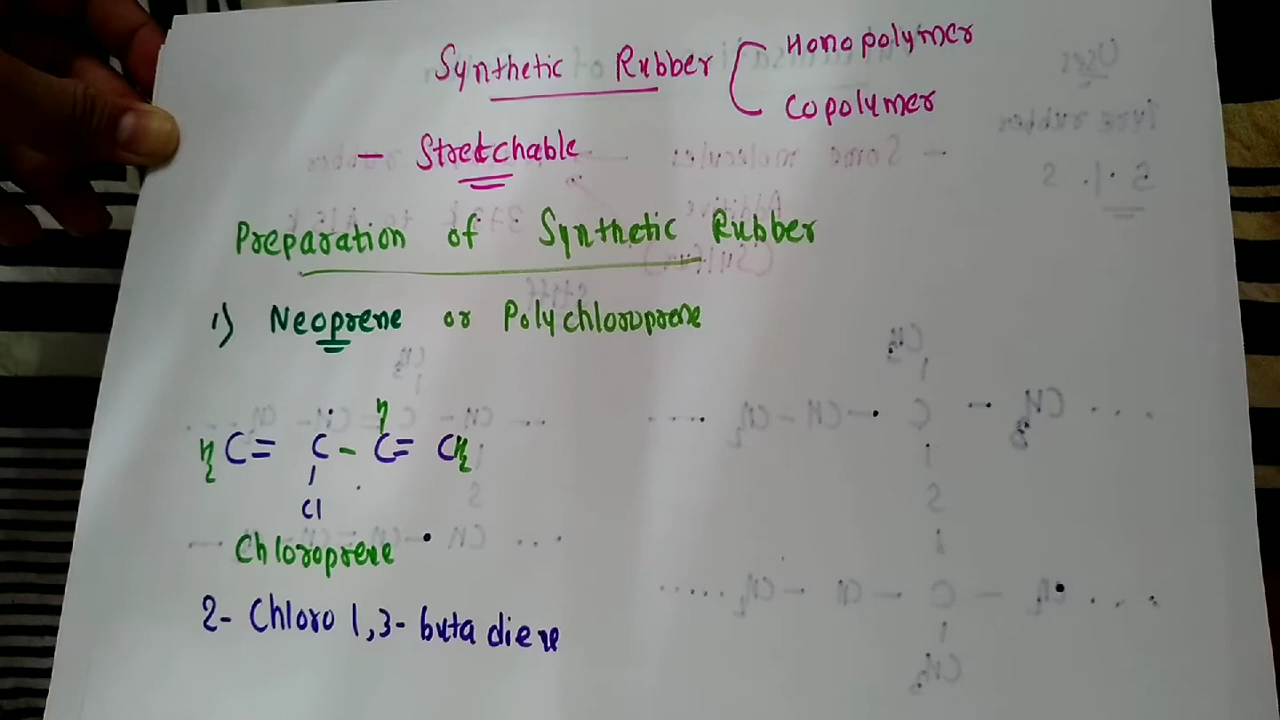 Synthetic Rubber Homopolymer
Copolymer
- Stretchable
Preparation of Synthetic Rubber
1) Neoprene or Polychloroprene
H
H2C = C - C = CH2
Cl
Chloroprene
2- Chloro 1,3- butadiene